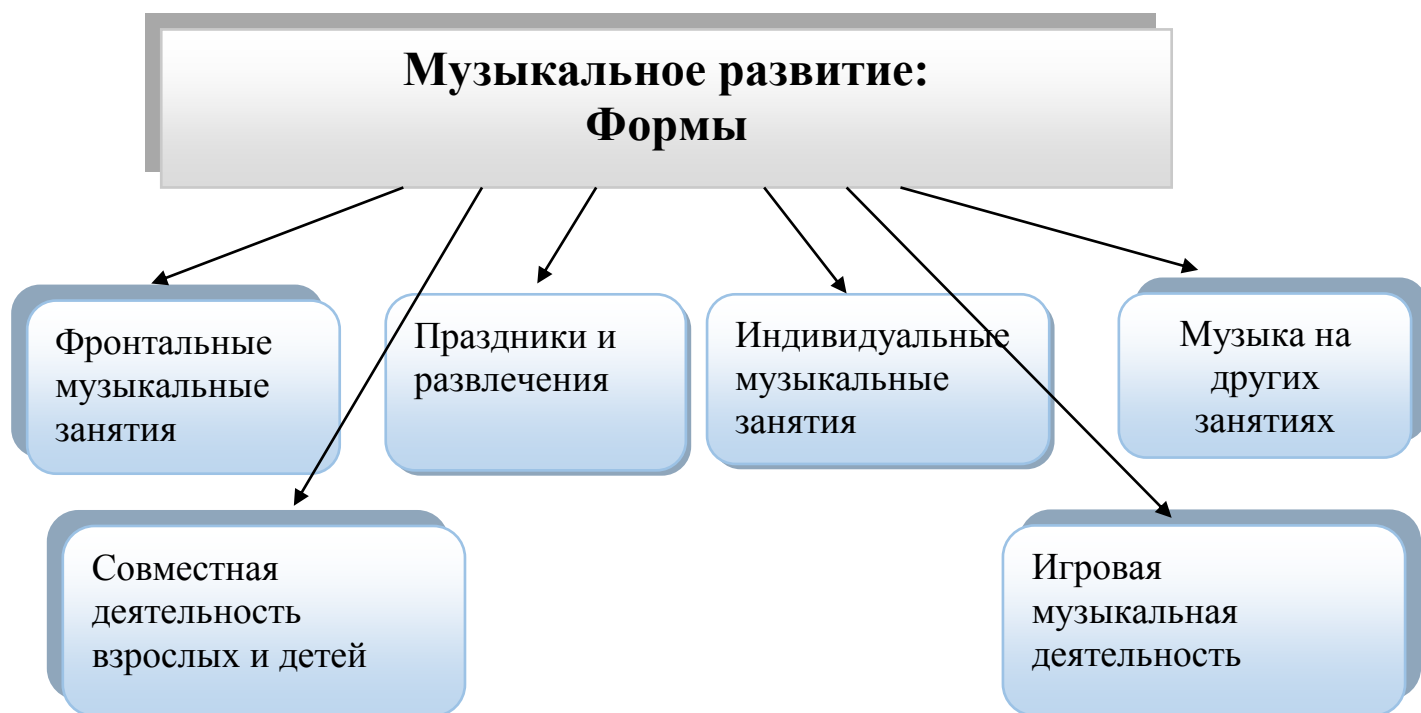 Музыкальное развитие:
Формы
Фронтальные
музыкальные
занятия
Праздники и
развлечения
Индивидуальные
музыкальные
занятия
Музыка на
других
занятиях
Совместная
деятельность
взрослых и детей
Игровая
музыкальная
деятельность